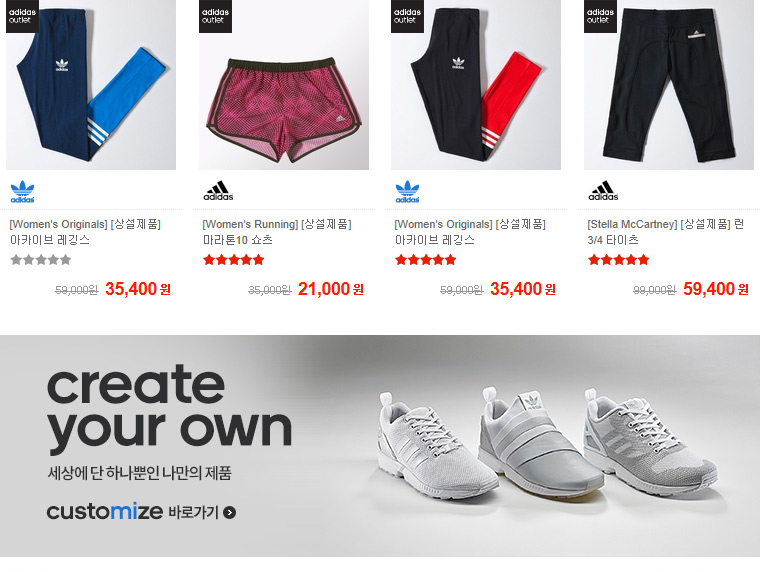 adidas
outlet
adidas
outlet
adidas
outlet
adidas
outlet
adidas
adidas
adidas
adidas
[Women's Originals] [상설제품]
아카이브 레깅스
59,000원 35,400 원
[Women's Running] [상설제품]
마라톤10 쇼츠
35,000원 21,000 원
[Women's Originals] [상설제품]
아카이브 레깅스
59,000원 35,400 원
[Stella McCartney] [상설제품] 런
3/4 타이츠
99,000원 59,400 원
create
your own
세상에 단 하나뿐인 나만의 제품
customize 바로가기